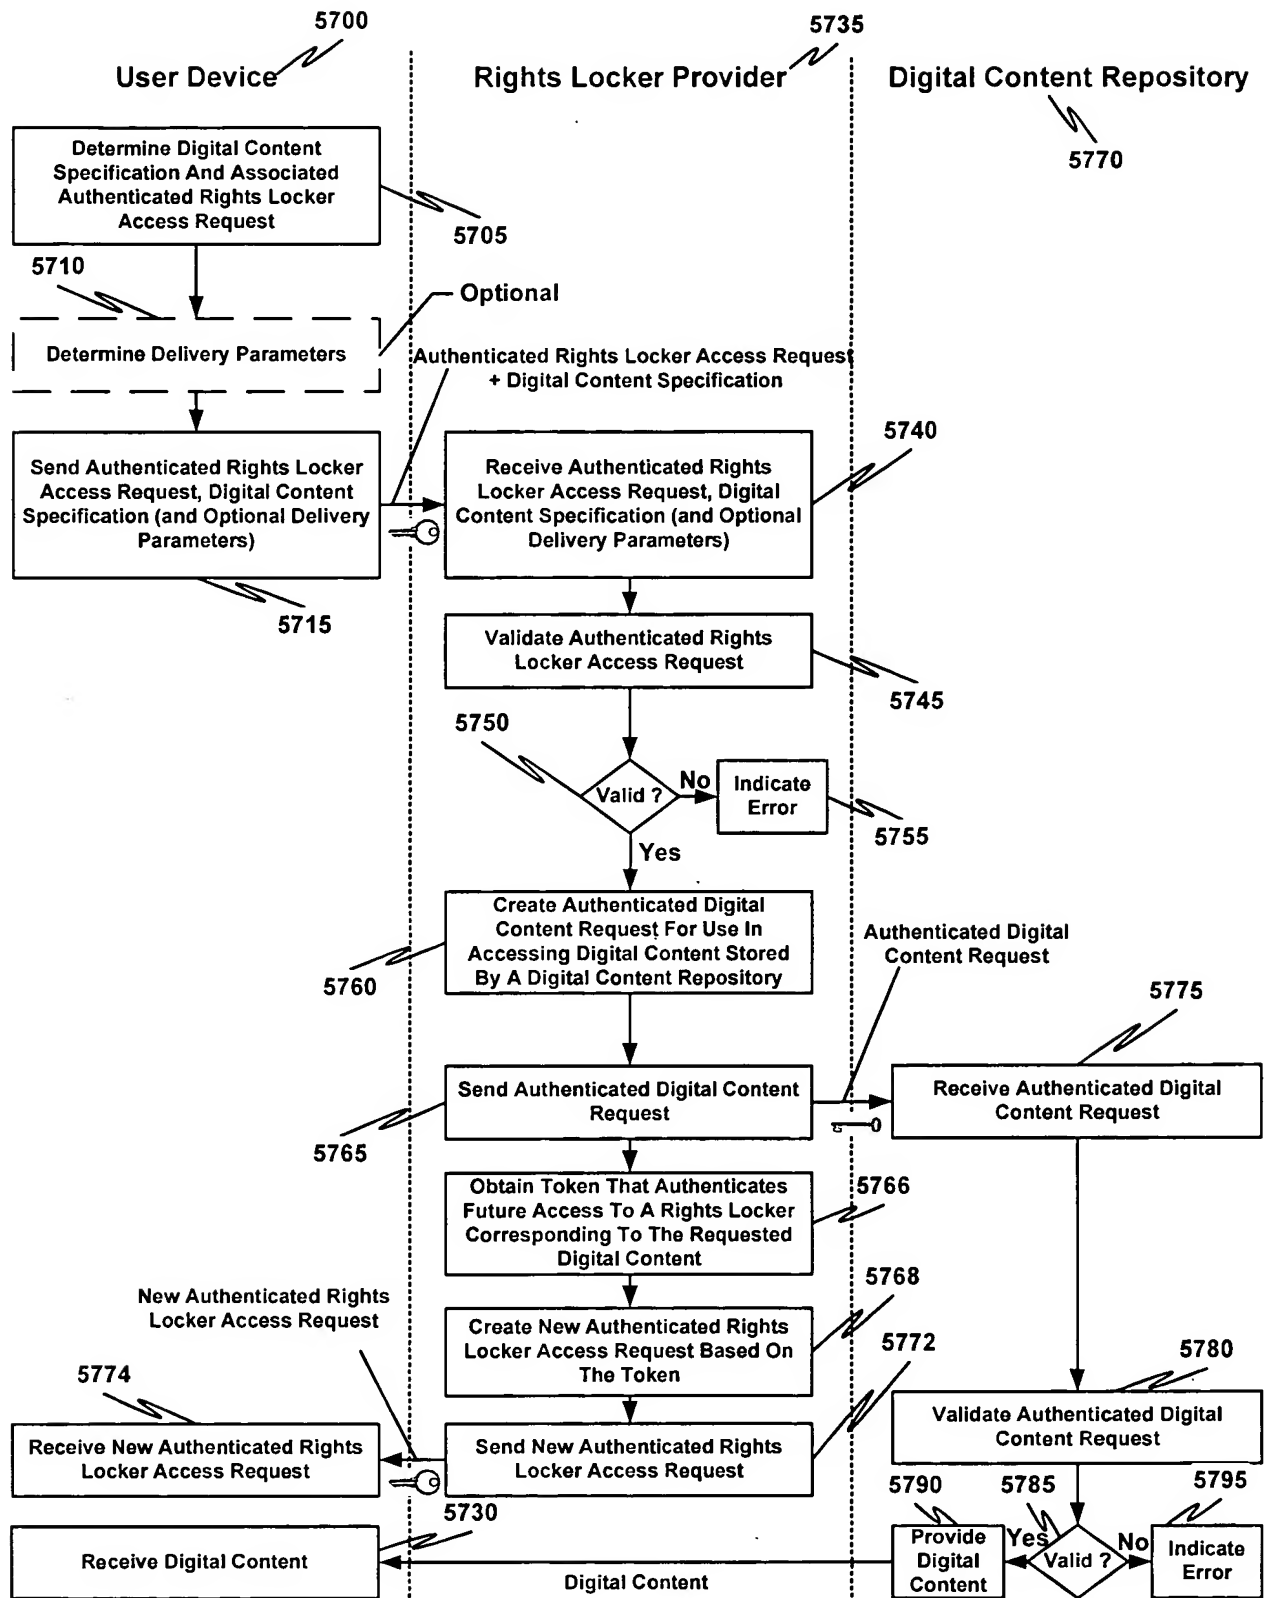 5700
5735
User Device
Rights Locker Provider
Digital Content Repository
5770
Determine Digital Content
Specification And Associated
Authenticated Rights Locker
Access Request
5705
5710
Optional
Determine Delivery Parameters
Authenticated Rights Locker Access Request
+ Digital Content Specification
5740
Send Authenticated Rights Locker
Access Request, Digital Content
Specification (and Optional Delivery
Parameters)
Receive Authenticated Rights
Locker Access Request, Digital
Content Specification (and Optional
Delivery Parameters)
5715
Validate Authenticated Rights
Locker Access Request
5745
5750
Valid ?
No
Indicate
Error
5755
Yes
Create Authenticated Digital
Content Request For Use In
Accessing Digital Content Stored
By A Digital Content Repository
5760
Authenticated Digital
Content Request
5775
Send Authenticated Digital Content
Request
Receive Authenticated Digital
Content Request
5765
Obtain Token That Authenticates
Future Access To A Rights Locker
Corresponding To The Requested
Digital Content
5766
5768
New Authenticated Rights
Locker Access Request
Create New Authenticated Rights
Locker Access Request Based On
The Token
5772
5774
5780
Receive New Authenticated Rights
Locker Access Request
Send New Authenticated Rights
Locker Access Request
Validate Authenticated Digital
Content Request
5790
5785
5795
5730
Receive Digital Content
Digital Content
Provide
Digital
Content
Yes
Valid ?
No
Indicate
Error